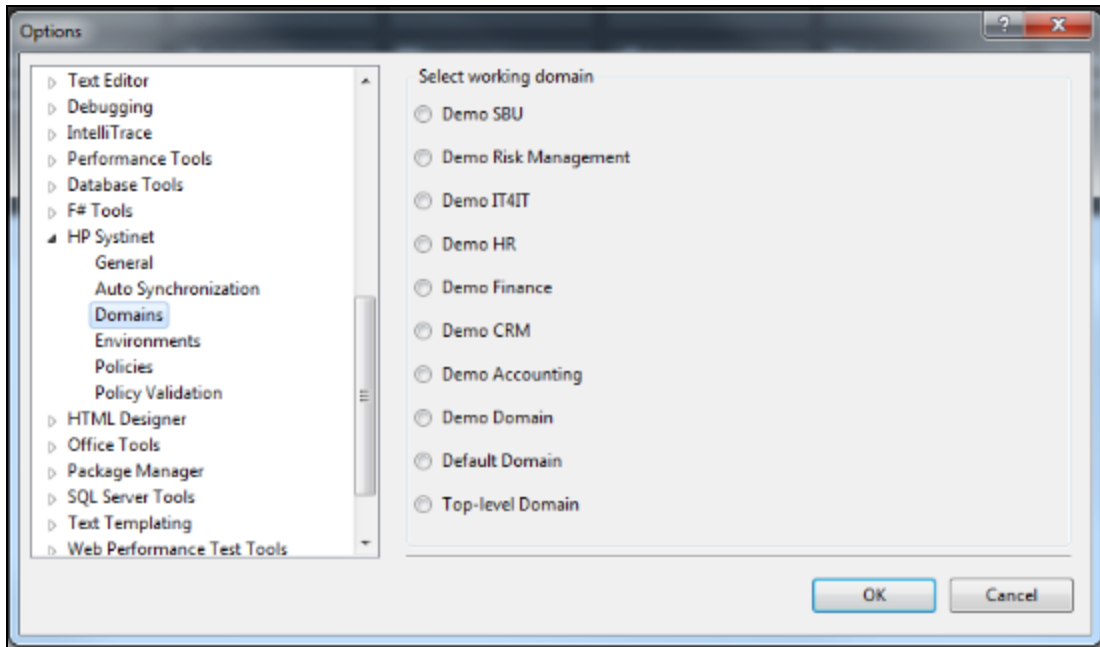 Options
Text Editor
Debugging
IntelliTrace
Performance Tools
Database Tools
F# Tools
HP Systinet
General
Auto Synchronization
Domains
Environments
Policies
Policy Validation
HTML Designer
Office Tools
Package Manager
SQL Server Tools
Text Templating
Web Performance Test Tools
Select working domain
Demo SBU
Demo Risk Management
Demo IT4IT
Demo HR
Demo Finance
Demo CRM
Demo Accounting
Demo Domain
Default Domain
Top-level Domain
OK
Cancel